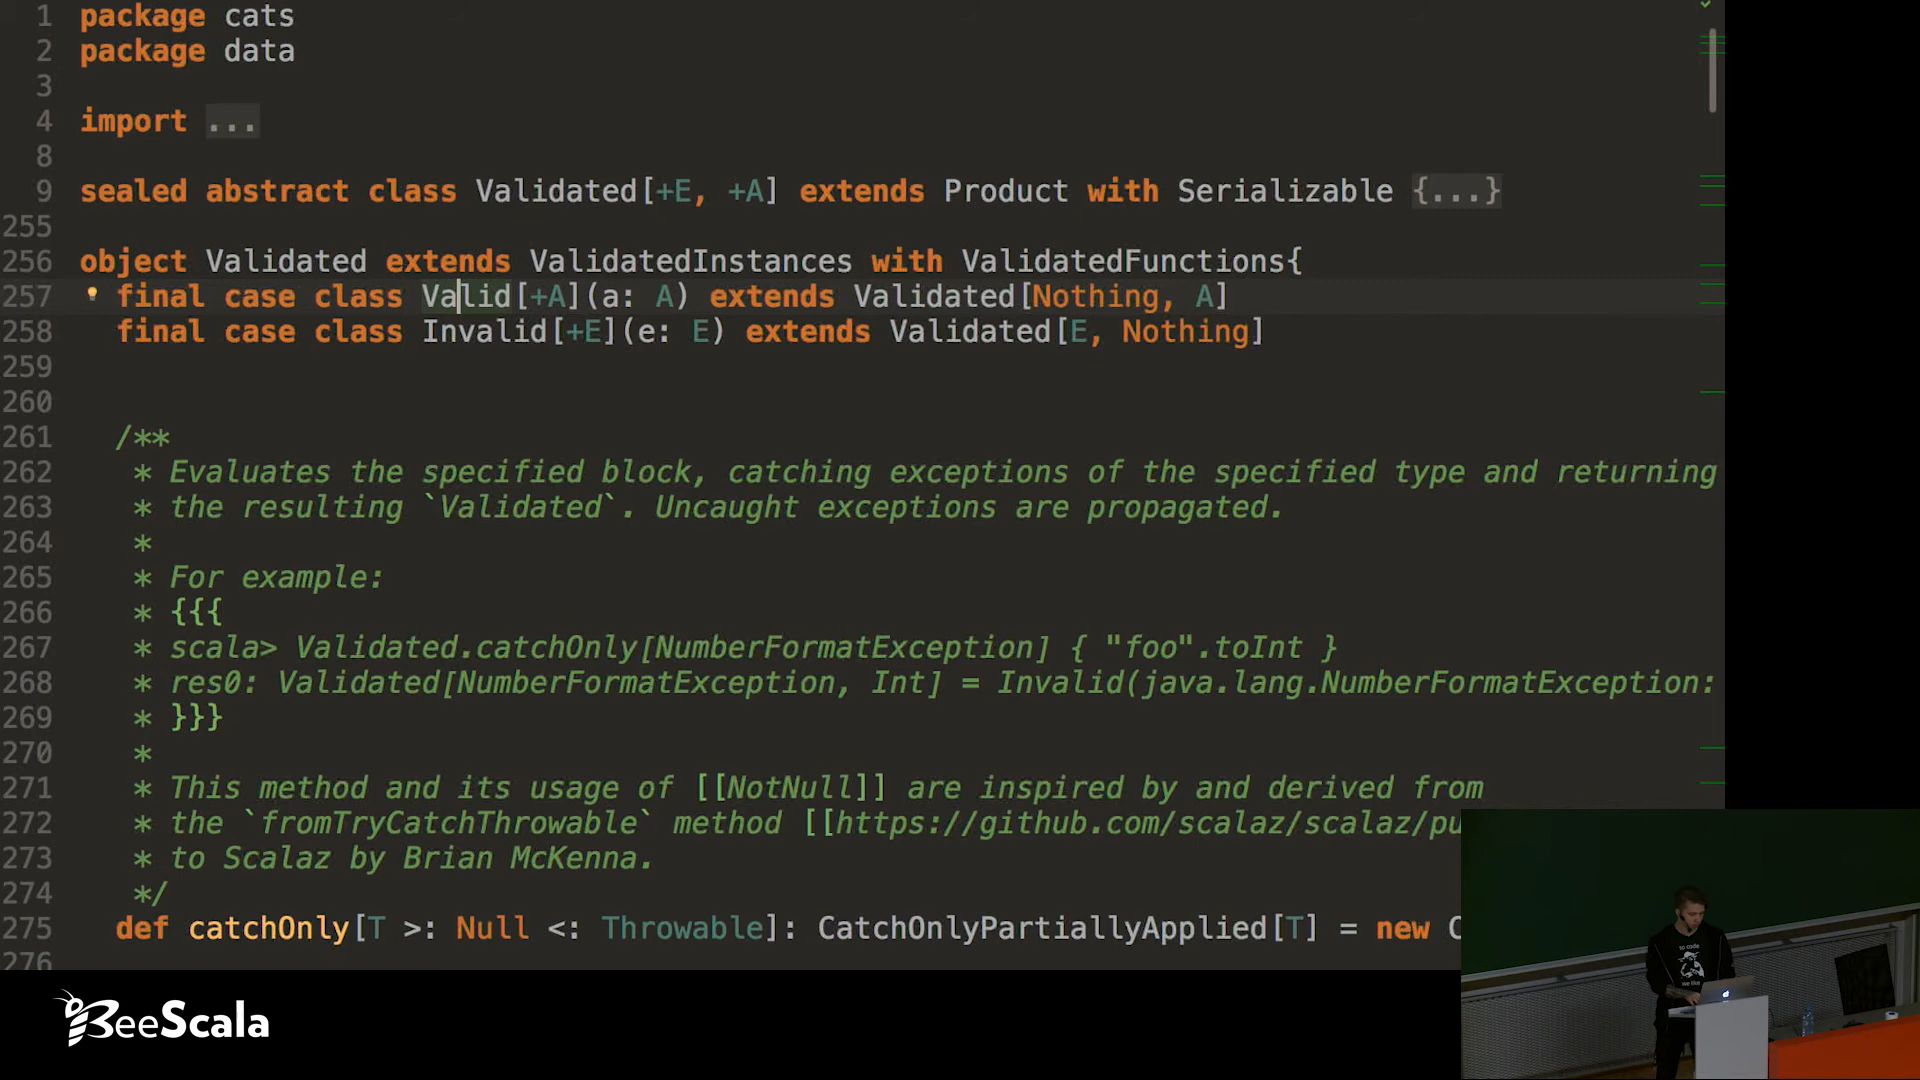 1 package cats
2 package data
3
4 import ...
8
9 sealed abstract class Validated[+E, +A] extends Product with Serializable {...}
255
256 object Validated extends ValidatedInstances with ValidatedFunctions{
257 final case class Valid[+A](a: A) extends Validated[Nothing, A]
258 final case class Invalid[+E](e: E) extends Validated[E, Nothing]
259
260
261 /**
262 * Evaluates the specified block, catching exceptions of the specified type and returning
263 * the resulting `Validated`. Uncaught exceptions are propagated.
264 *
265 * For example:
266 * {{{
267 * scala> Validated.catchOnly[NumberFormatException] { "foo".toInt }
268 * res0: Validated[NumberFormatException, Int] = Invalid(java.lang.NumberFormatException:
269 * }}}
270 *
271 * This method and its usage of [[NotNull]] are inspired by and derived from
272 * the `fromTryCatchThrowable` method [[https://github.com/scalaz/scalaz/pu
273 * to Scalaz by Brian McKenna.
274 */
275 def catchOnly[T >: Null <: Throwable]: CatchOnlyPartiallyApplied[T] = new C
276
to code
we like
BeeScala